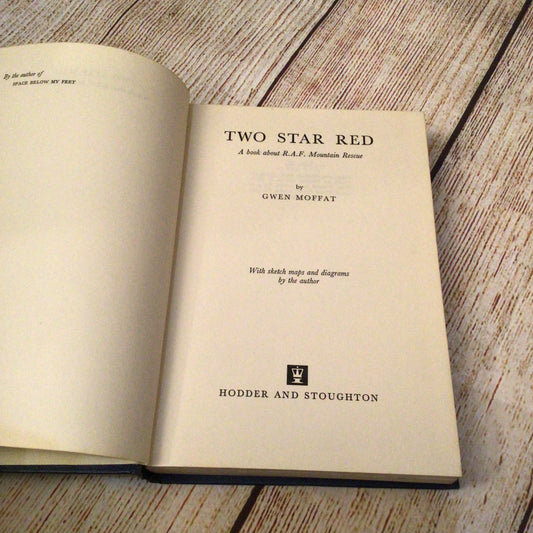 By the author of
SPACE BELOW MY FEET
TWO STAR RED
A book about R.A.F. Mountain Rescue
by
GWEN MOFFAT
With sketch maps and diagrams
by the author
HODDER AND STOUGHTON